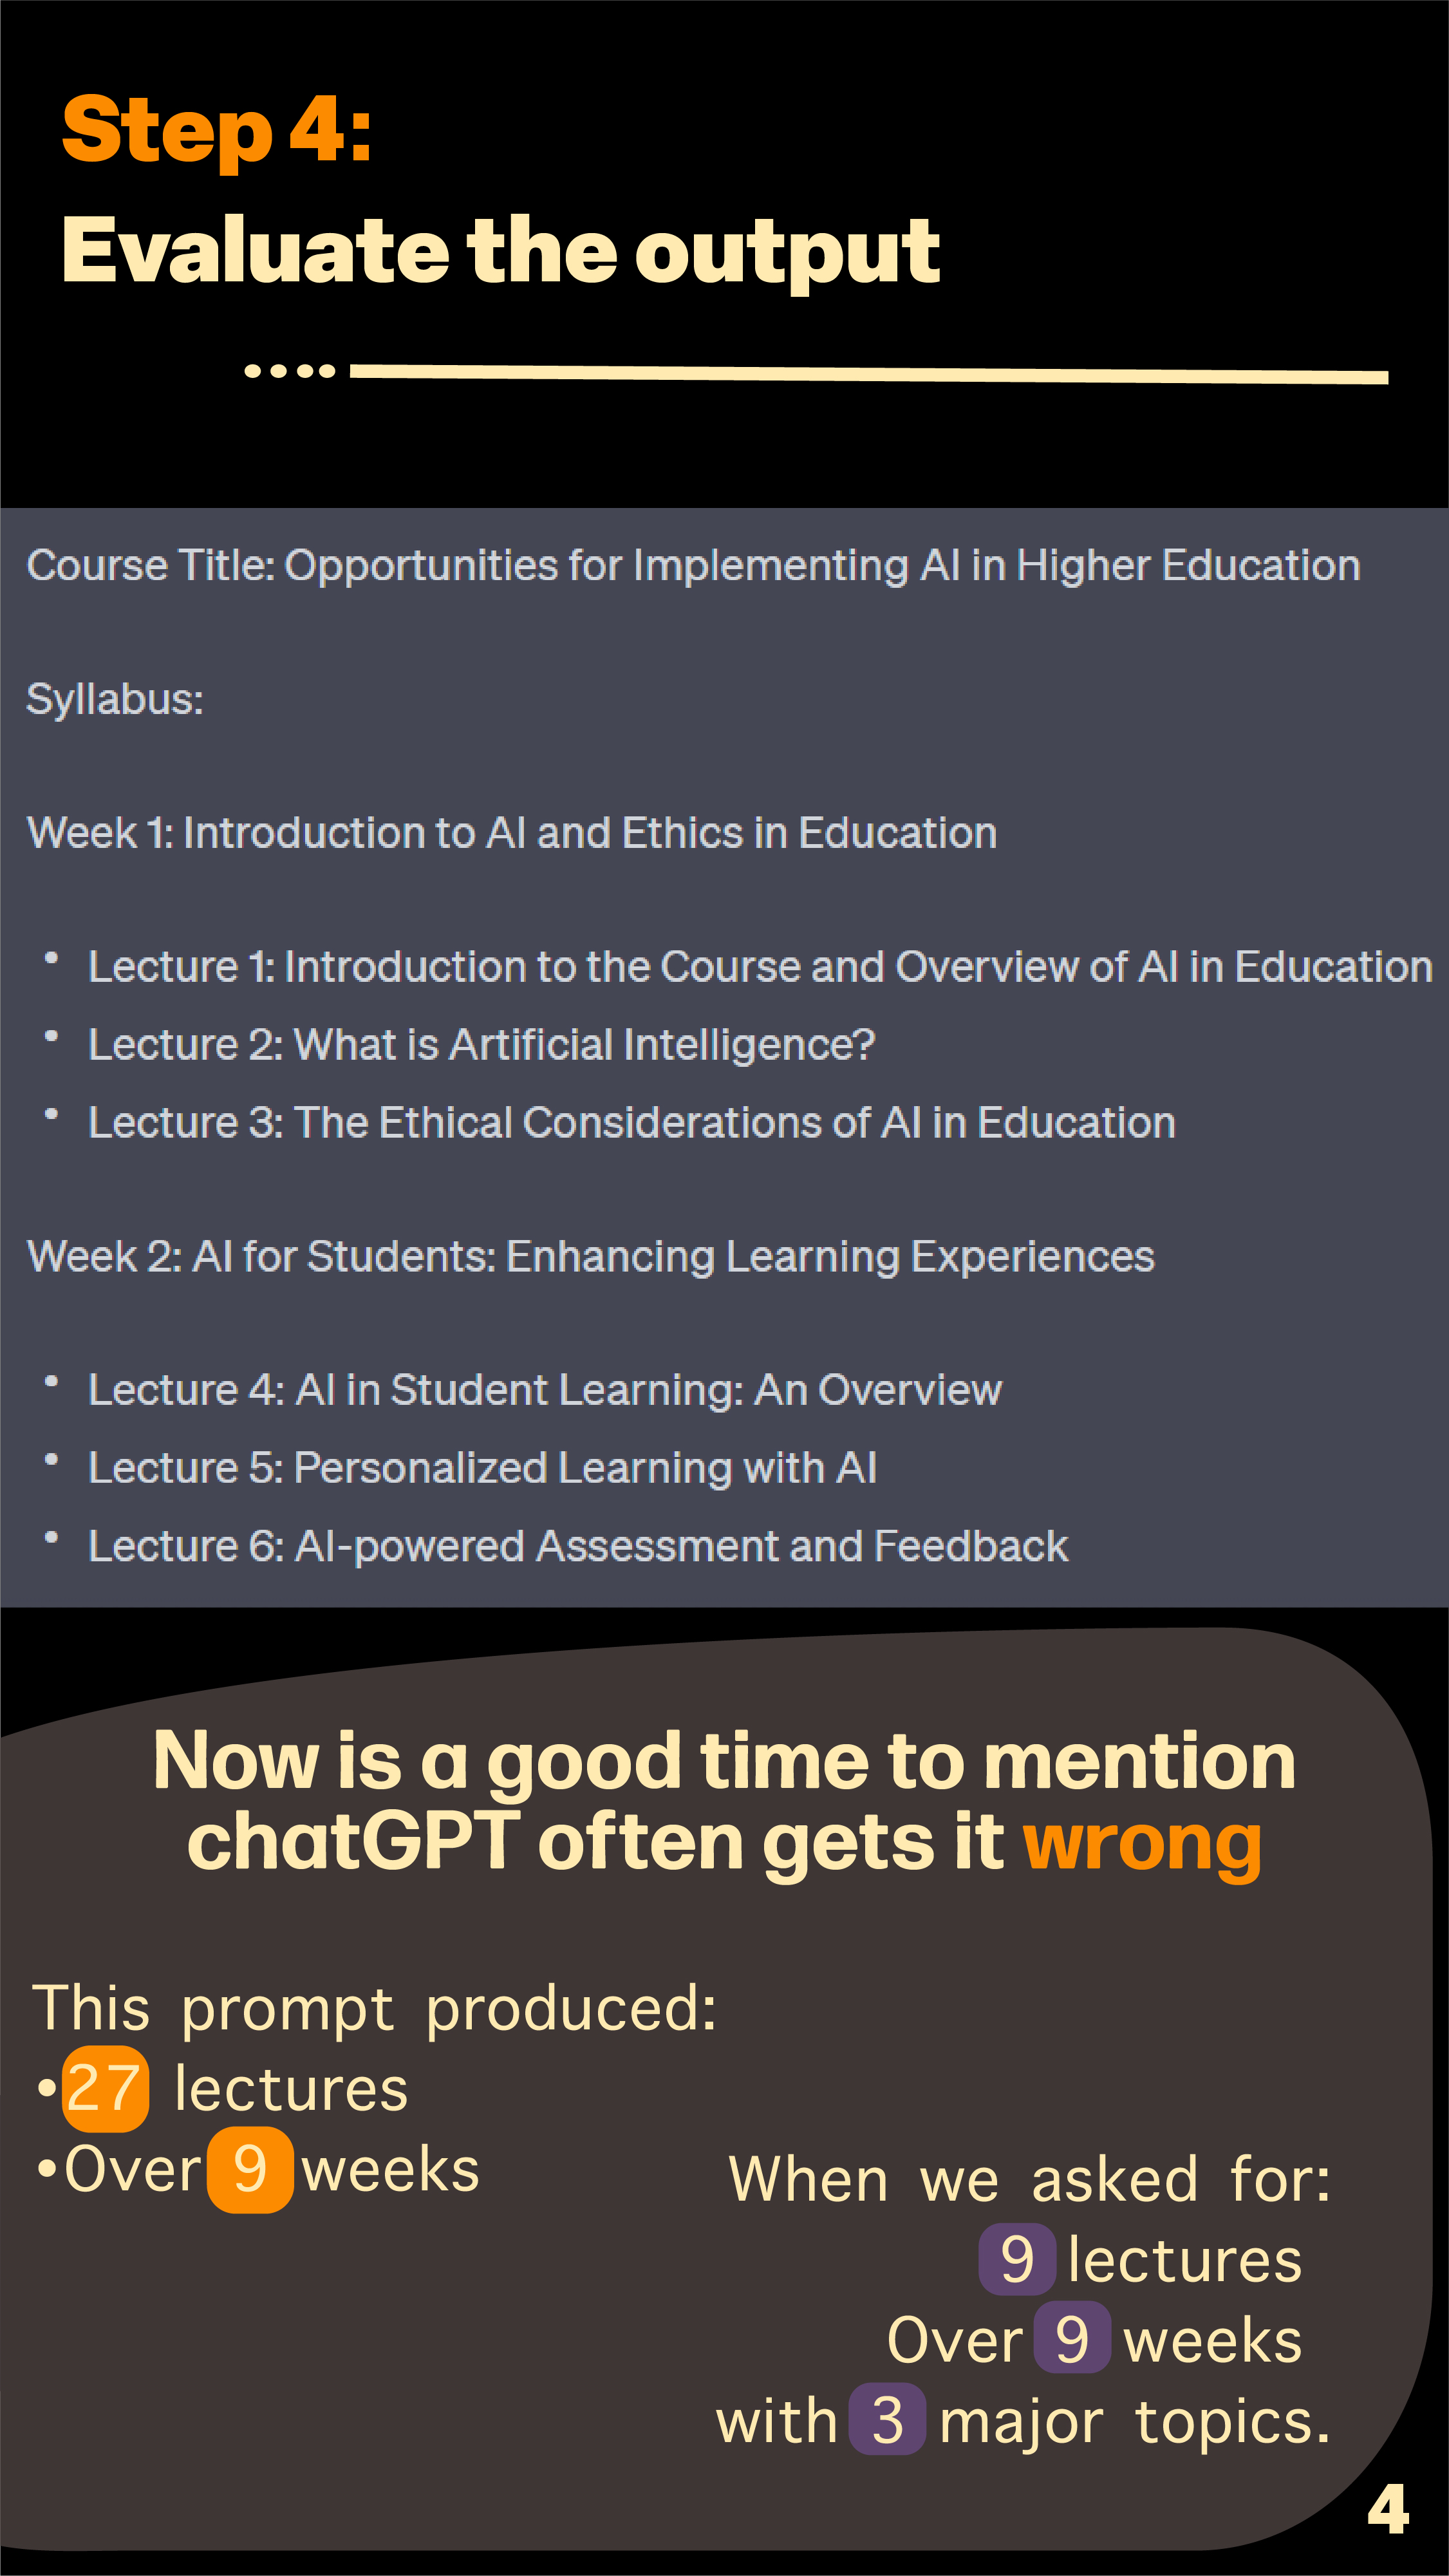 Step 4:
Evaluate the output
Course Title: Opportunities for Implementing AI in Higher Education
Syllabus:
Week 1: Introduction to AI and Ethics in Education
• Lecture 1: Introduction to the Course and Overview of AI in Education
• Lecture 2: What is Artificial Intelligence?
• Lecture 3: The Ethical Considerations of AI in Education
Week 2: AI for Students: Enhancing Learning Experiences
• Lecture 4: AI in Student Learning: An Overview
• Lecture 5: Personalized Learning with AI
• Lecture 6: AI-powered Assessment and Feedback
Now is a good time to mention
chatGPT often gets it wrong
This prompt produced:
•27 lectures
•Over 9 weeks
When we asked for:
9 lectures
Over 9 weeks
with 3 major topics.
4